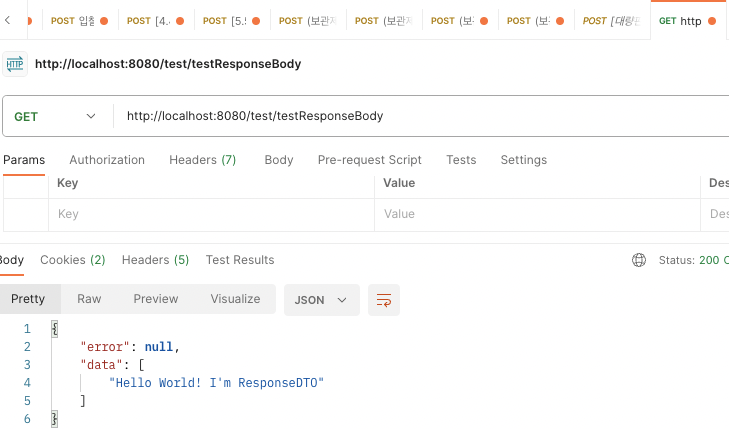 POST 입찰 POST [4. POST [5.5 POST (보관 POST (보관 POST (보 POST (보 POST [대량 GET http
HTTP http://localhost:8080/test/testResponseBody
GET http://localhost:8080/test/testResponseBody
Params Authorization Headers (7) Body Pre-request Script Tests Settings
Key Value Des
Key Value Des
Body Cookies (2) Headers (5) Test Results Status: 200 O
Pretty Raw Preview Visualize JSON
1 {
2 "error": null,
3 "data": [
4 "Hello World! I'm ResponseDTO"
5 ]
6 }